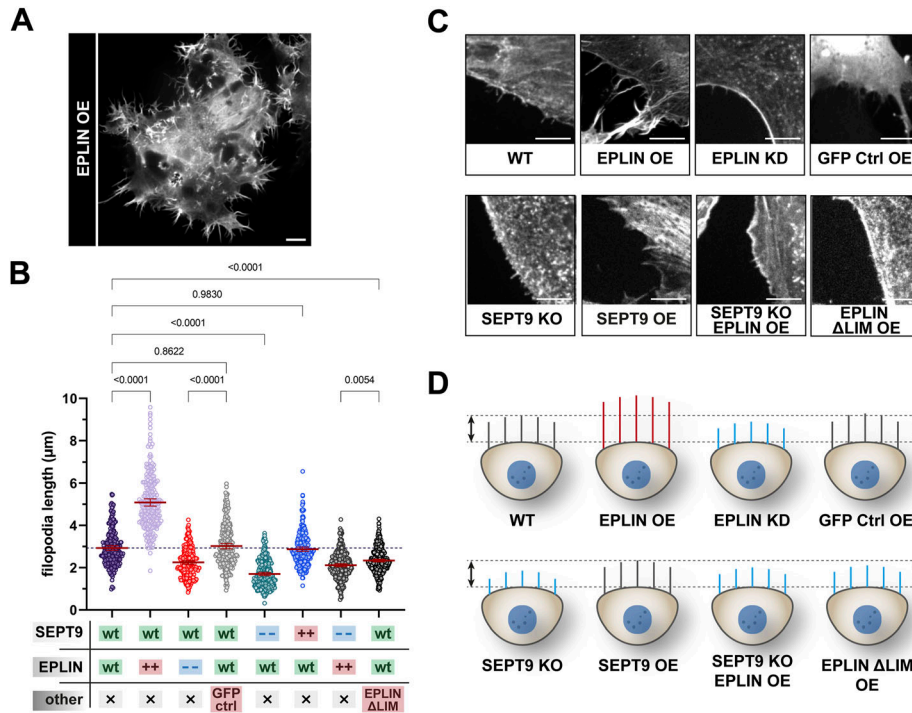 A
EPLIN OE
B
<0.0001
0.9830
<0.0001
0.8622
<0.0001
<0.0001
0.0054
filopodia length (µm)
10
8
6
4
2
0
SEPT9 wt wt wt wt -- ++ -- wt
EPLIN wt ++ -- wt wt wt ++ wt
other × × × GFP ctrl × × × EPLIN ΔLIM
C
WT
EPLIN OE
EPLIN KD
GFP Ctrl OE
SEPT9 KO
SEPT9 OE
SEPT9 KO
EPLIN OE
EPLIN
ΔLIM OE
D
WT
EPLIN OE
EPLIN KD
GFP Ctrl OE
SEPT9 KO
SEPT9 OE
SEPT9 KO
EPLIN OE
EPLIN ΔLIM
OE